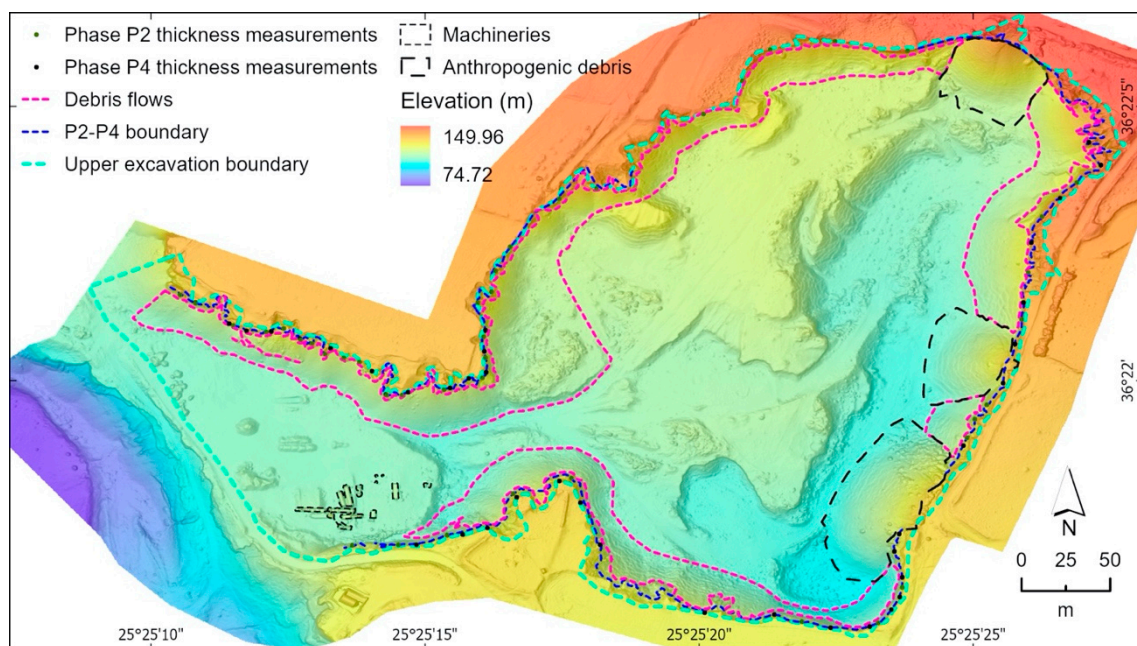 Phase P2 thickness measurements
Phase P4 thickness measurements
Debris flows
P2-P4 boundary
Upper excavation boundary
Machineries
Anthropogenic debris
Elevation (m)
149.96
74.72
36°22'5"
36°22'
N
0 25 50
m
25°25'10"
25°25'15"
25°25'20"
25°25'25"